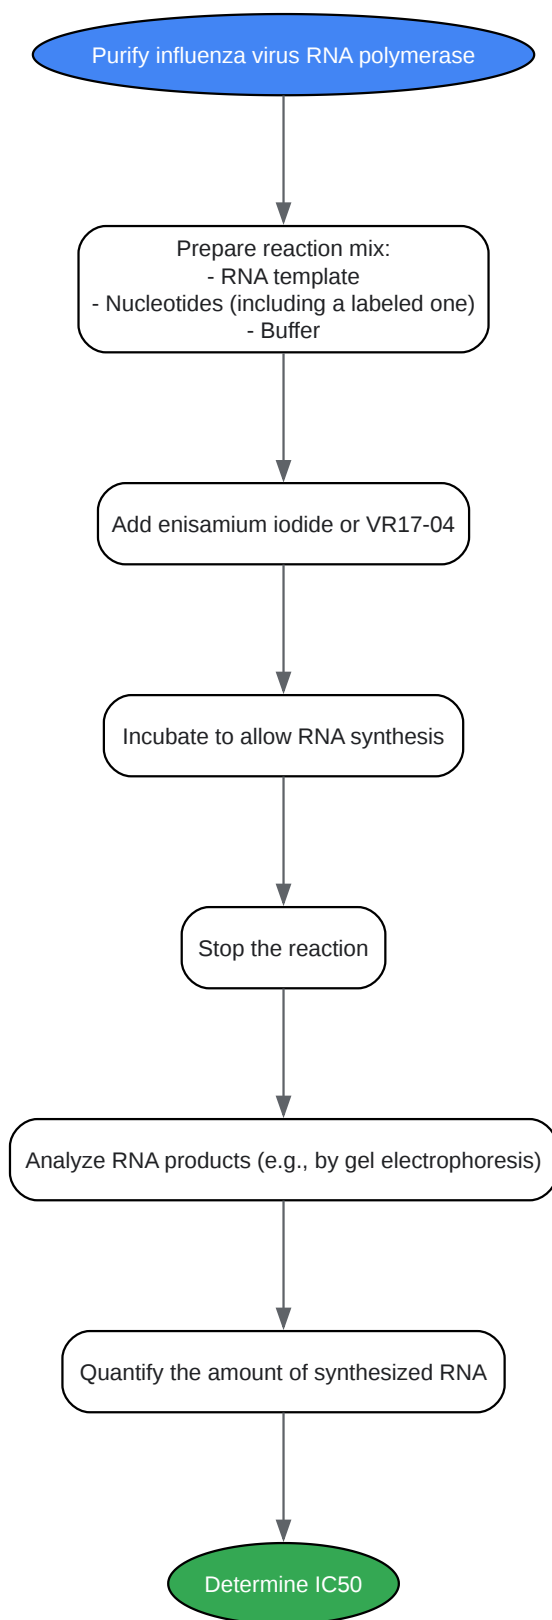 Purify influenza virus RNA polymerase
Prepare reaction mix:
- RNA template
- Nucleotides (including a labeled one)
- Buffer
Add enisamium iodide or VR17-04
Incubate to allow RNA synthesis
Stop the reaction
Analyze RNA products (e.g., by gel electrophoresis)
Quantify the amount of synthesized RNA
Determine IC50